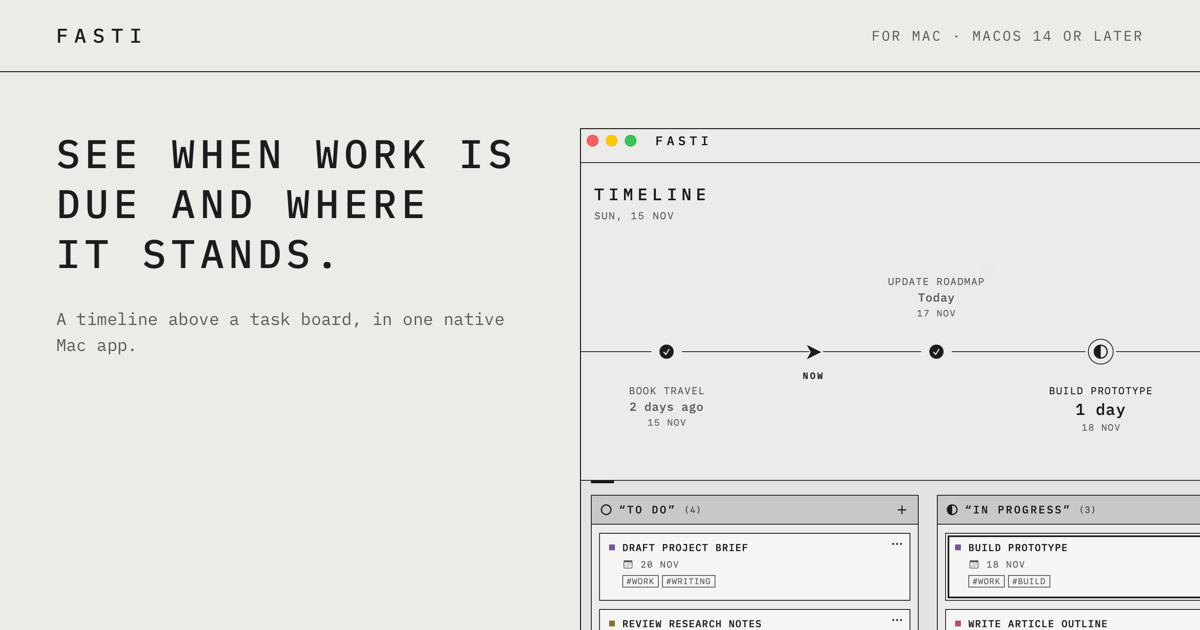 FASTI
FOR MAC · MACOS 14 OR LATER
SEE WHEN WORK IS
DUE AND WHERE
IT STANDS.
A timeline above a task board, in one native
Mac app.
FASTI
TIMELINE
SUN, 15 NOV
UPDATE ROADMAP
Today
17 NOV
NOW
BOOK TRAVEL
2 days ago
15 NOV
BUILD PROTOTYPE
1 day
18 NOV
“TO DO” (4) +
“IN PROGRESS” (3)
DRAFT PROJECT BRIEF
20 NOV
#WORK #WRITING
BUILD PROTOTYPE
18 NOV
#WORK #BUILD
REVIEW RESEARCH NOTES
WRITE ARTICLE OUTLINE